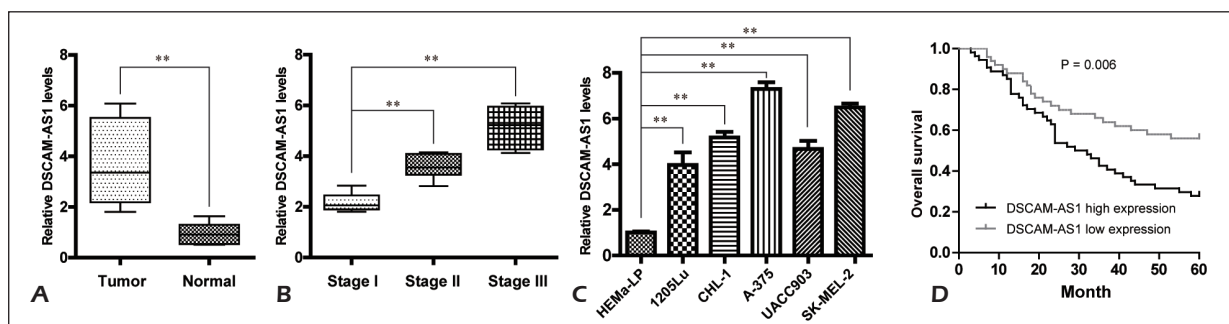 A
Relative DSCAM-AS1 levels
8
6
4
2
0
**
Tumor
Normal
B
Relative DSCAM-AS1 levels
8
6
4
2
0
**
**
Stage I
Stage II
Stage III
C
Relative DSCAM-AS1 levels
8
6
4
2
0
**
**
**
**
**
HEMa-LP
1205Lu
CHL-1
A-375
UACC903
SK-MEL-2
D
Overall survival
1.0
0.8
0.6
0.4
0.2
0.0
P = 0.006
DSCAM-AS1 high expression
DSCAM-AS1 low expression
0
10
20
30
40
50
60
Month